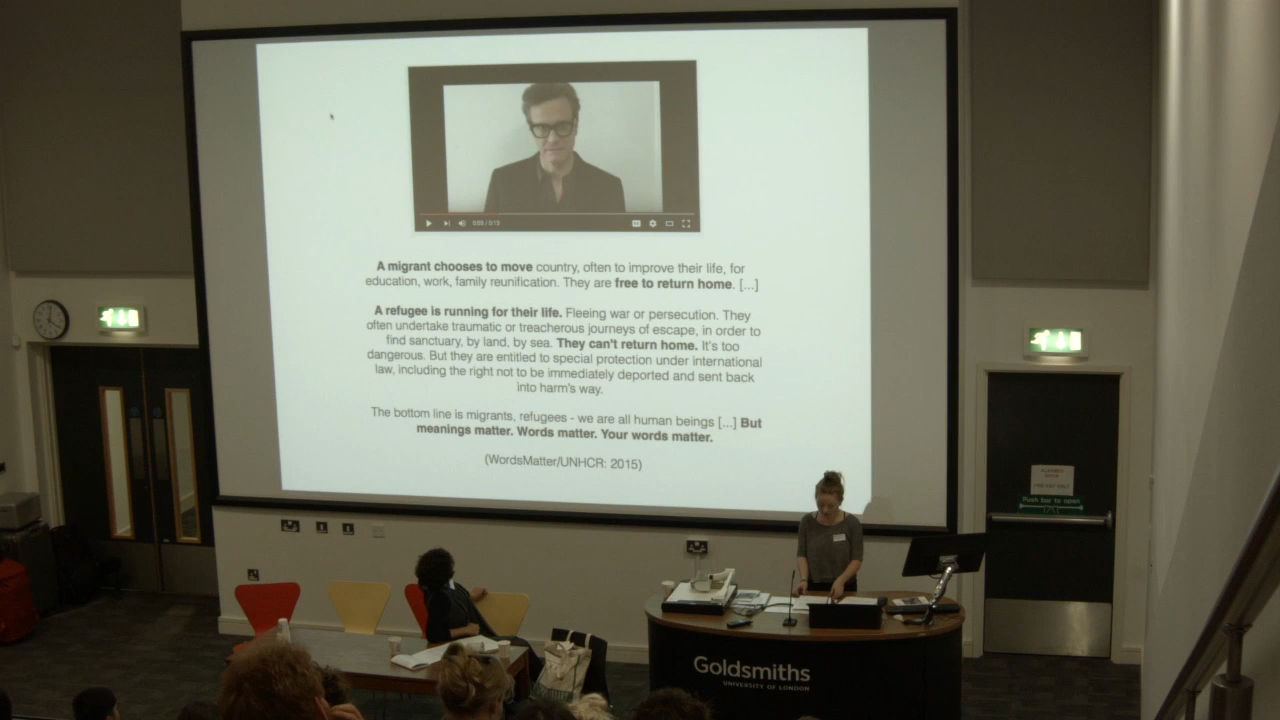 0:03 / 0:13
A migrant chooses to move country, often to improve their life, for
education, work, family reunification. They are free to return home. [...]
A refugee is running for their life. Fleeing war or persecution. They
often undertake traumatic or treacherous journeys of escape, in order to
find sanctuary, by land, by sea. They can't return home. It's too
dangerous. But they are entitled to special protection under international
law, including the right not to be immediately deported and sent back
into harm's way.
The bottom line is migrants, refugees - we are all human beings [...] But
meanings matter. Words matter. Your words matter.
(WordsMatter/UNHCR: 2015)
Push bar to open
Goldsmiths
UNIVERSITY OF LONDON